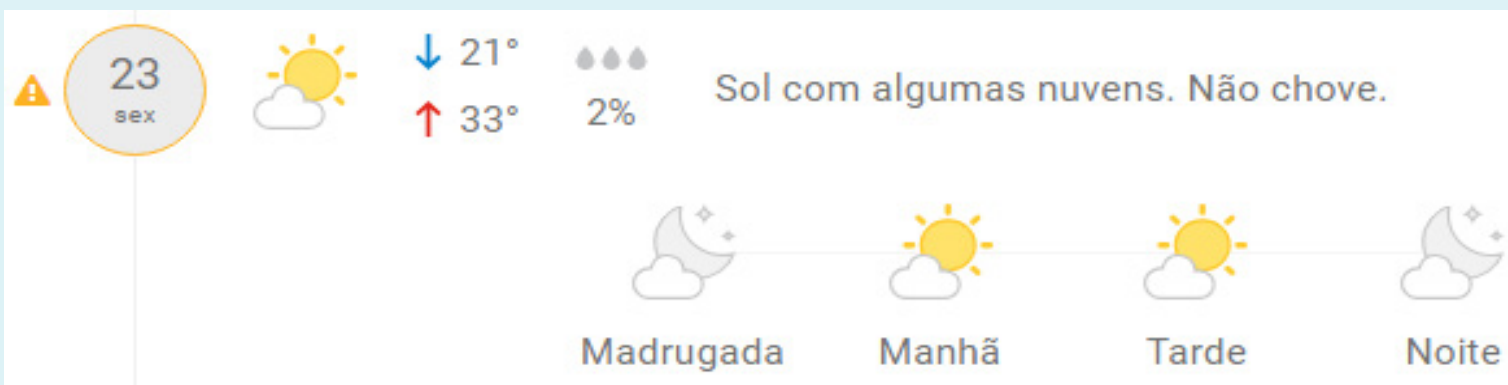 23
sex
↓ 21°
↑ 33°
2%
Sol com algumas nuvens. Não chove.
Madrugada Manhã Tarde Noite